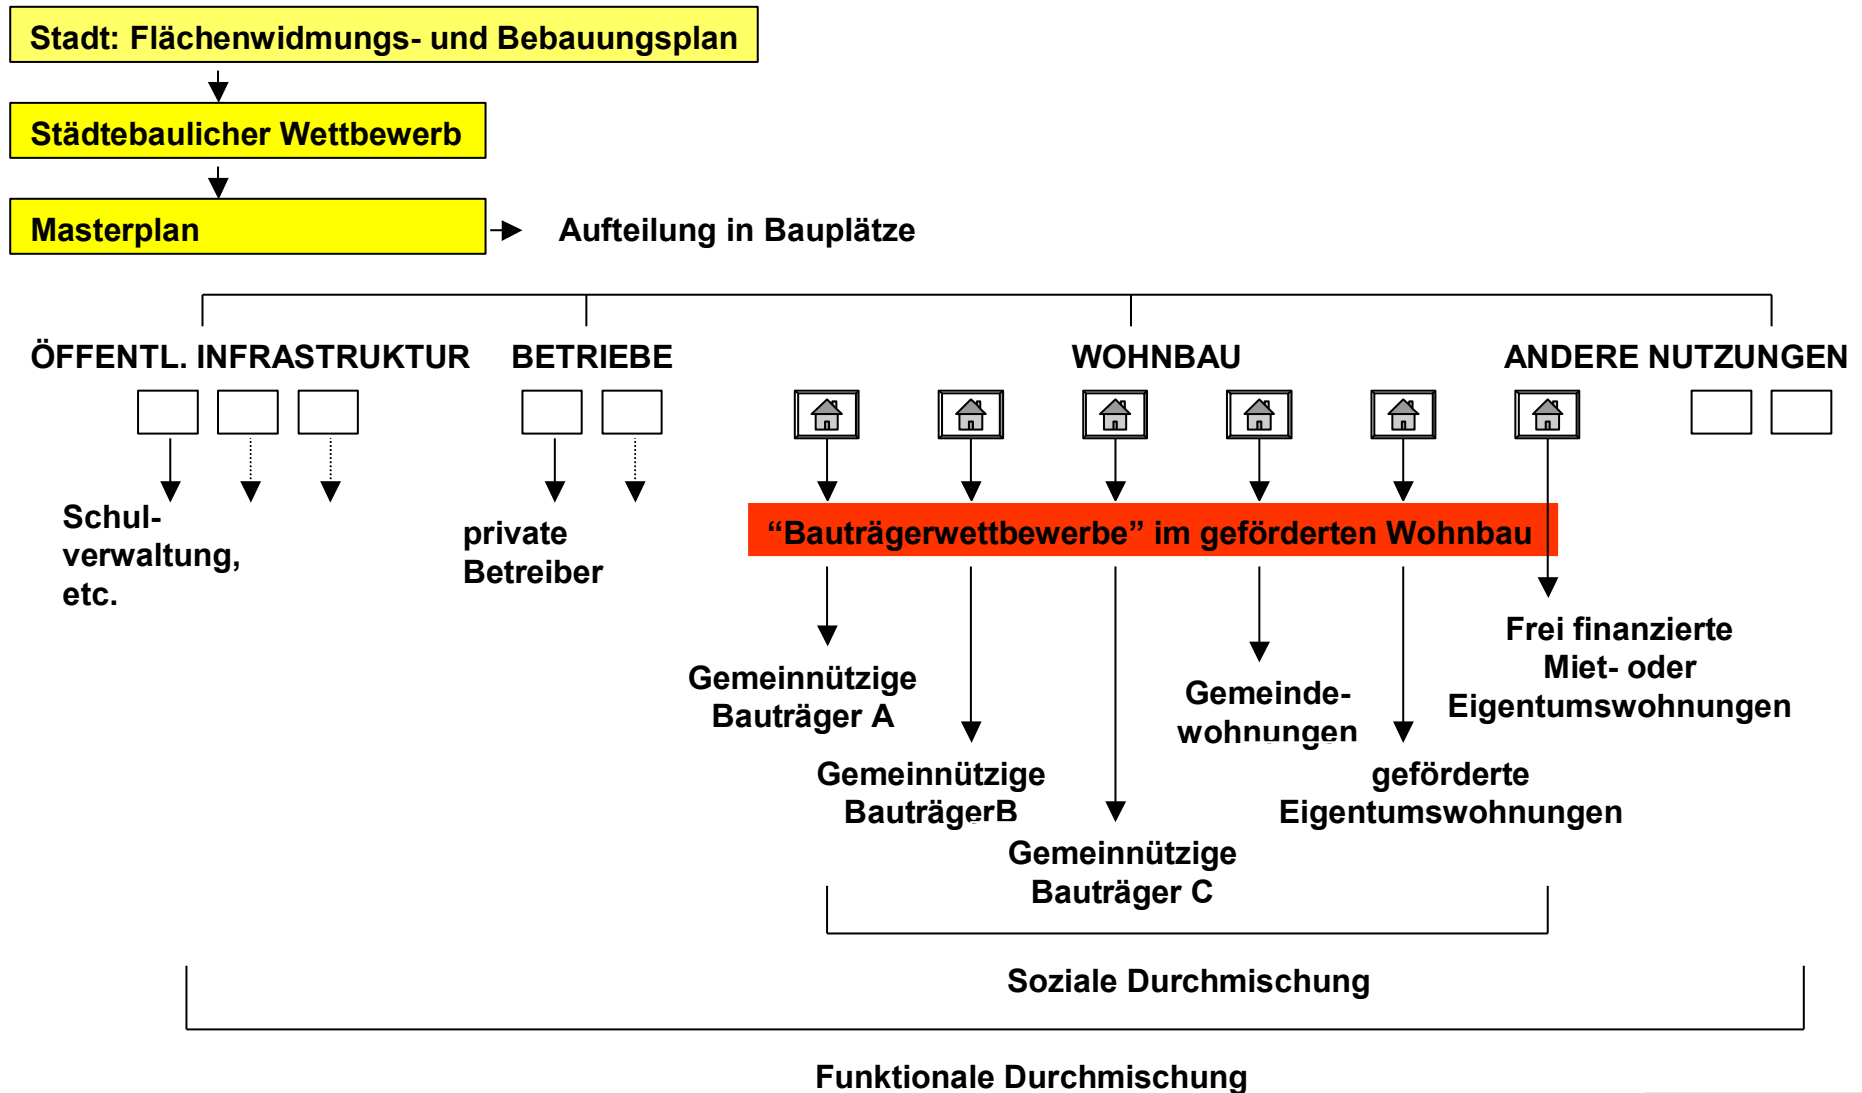 Stadt: Flächenwidmungs- und Bebauungsplan
Städtebaulicher Wettbewerb
Masterplan
Aufteilung in Bauplätze
ÖFFENTL. INFRASTRUKTUR
BETRIEBE
WOHNBAU
ANDERE NUTZUNGEN
Schul-
verwaltung,
etc.
private
Betreiber
“Bauträgerwettbewerbe” im geförderten Wohnbau
Gemeinnützige
Bauträger A
Gemeinnützige
BauträgerB
Gemeinnützige
Bauträger C
Gemeinde-
wohnungen
geförderte
Eigentumswohnungen
Frei finanzierte
Miet- oder
Eigentumswohnungen
Soziale Durchmischung
Funktionale Durchmischung